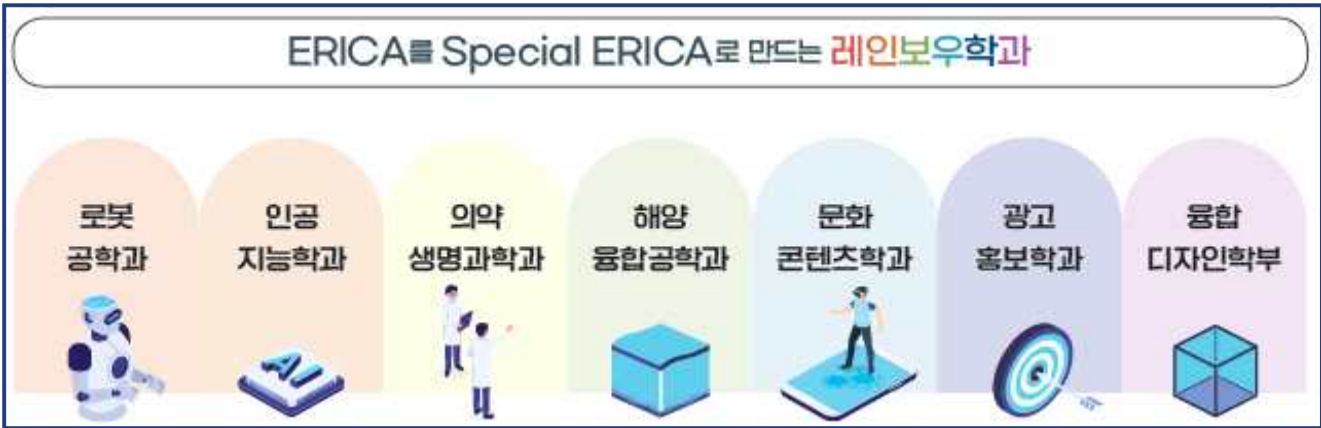 ERICA를 Special ERICA로 만드는 레인보우학과
로봇
공학과
인공
지능학과
의약
생명과학과
해양
융합공학과
문화
콘텐츠학과
광고
홍보학과
융합
디자인학부
AI